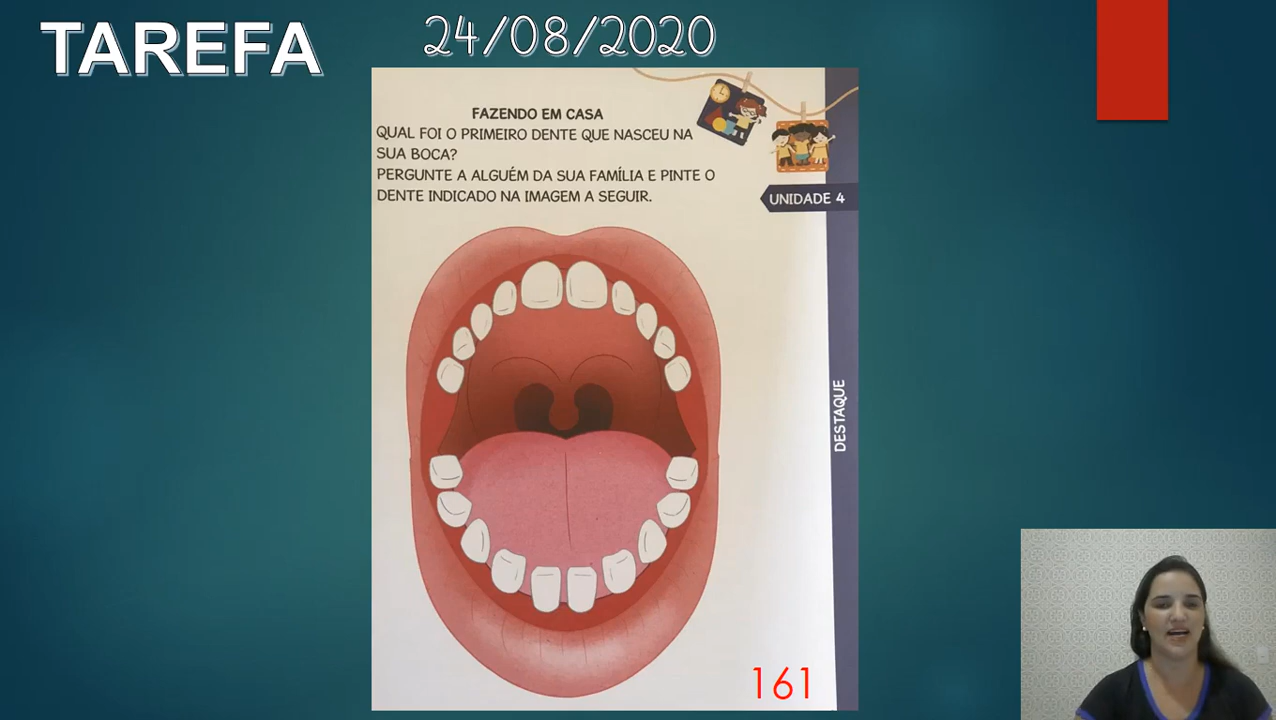 TAREFA
24/08/2020
FAZENDO EM CASA
QUAL FOI O PRIMEIRO DENTE QUE NASCEU NA
SUA BOCA?
PERGUNTE A ALGUÉM DA SUA FAMÍLIA E PINTE O
DENTE INDICADO NA IMAGEM A SEGUIR.
UNIDADE 4
DESTAQUE
161